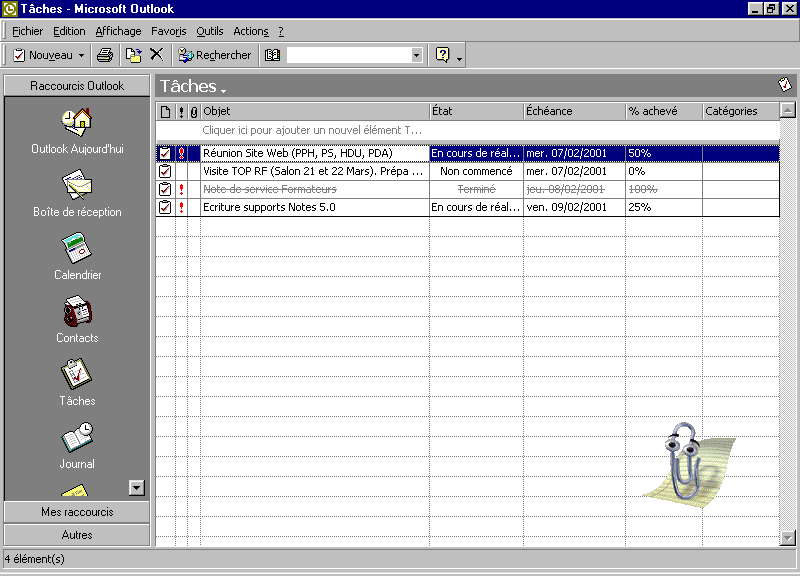 Tâches - Microsoft Outlook
Fichier Edition Affichage Favoris Outils Actions ?
Nouveau Rechercher
Raccourcis Outlook
Tâches
Outlook Aujourd'hui
Boîte de réception
Calendrier
Contacts
Tâches
Journal
Mes raccourcis
Autres
! Objet État Échéance % achevé Catégories
Cliquer ici pour ajouter un nouvel élément T...
! Réunion Site Web (PPH, PS, HDU, PDA) En cours de réal... mer. 07/02/2001 50%
Visite TOP RF (Salon 21 et 22 Mars). Prépa ... Non commencé mer. 07/02/2001 0%
! Note de service Formateurs Terminé jeu. 08/02/2001 100%
! Ecriture supports Notes 5.0 En cours de réal... ven. 09/02/2001 25%
4 élément(s)